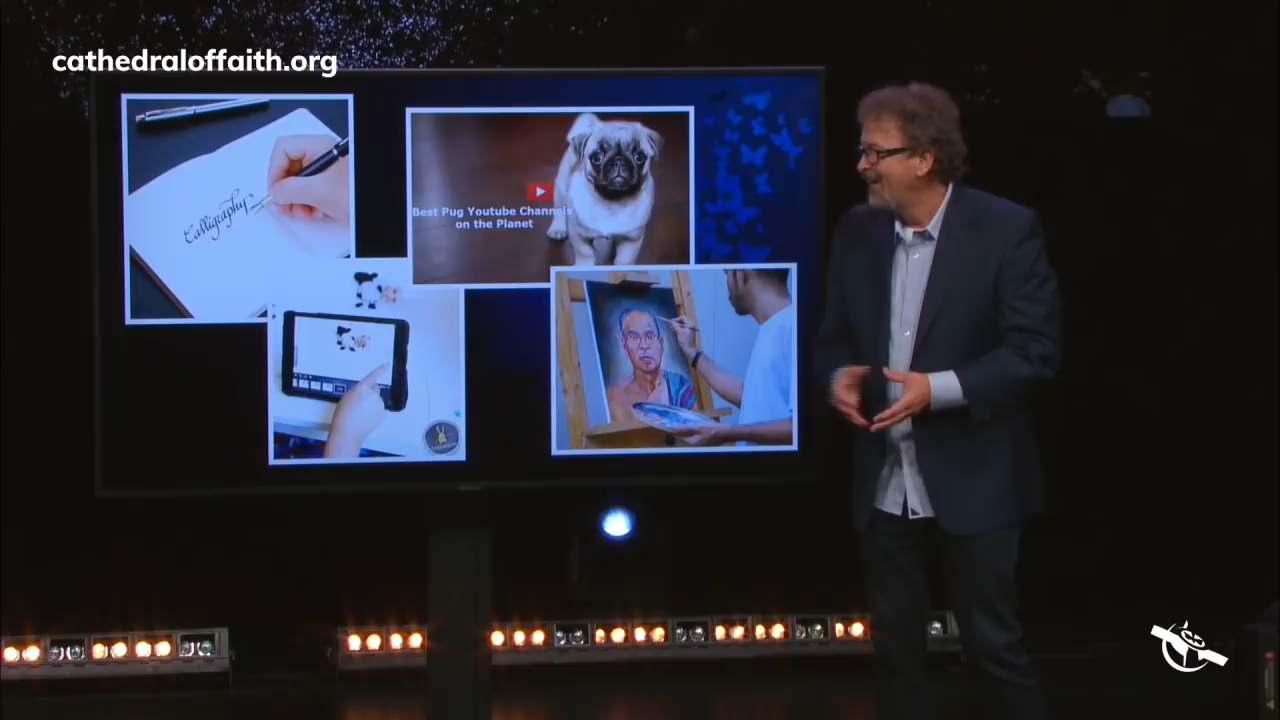 cathedraloffaith.org
Calligraphy
Best Pug Youtube Channels
on the Planet